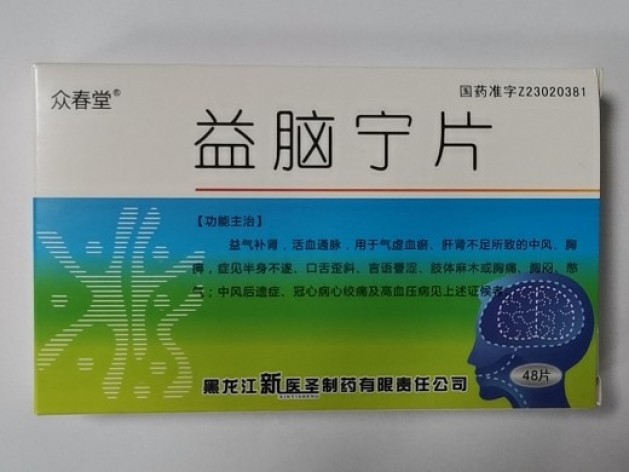 众春堂®
国药准字Z23020381
益脑宁片
【功能主治】
益气补肾，活血通脉，用于气虚血瘀、肝肾不足所致的中风、胸
痹，症见半身不遂、口舌歪斜、言语謇涩、肢体麻木或胸痛、胸闷、憋
气；中风后遗症、冠心病心绞痛及高血压病见上述证候者
黑龙江新医圣制药有限责任公司
XINYISHENG
48片